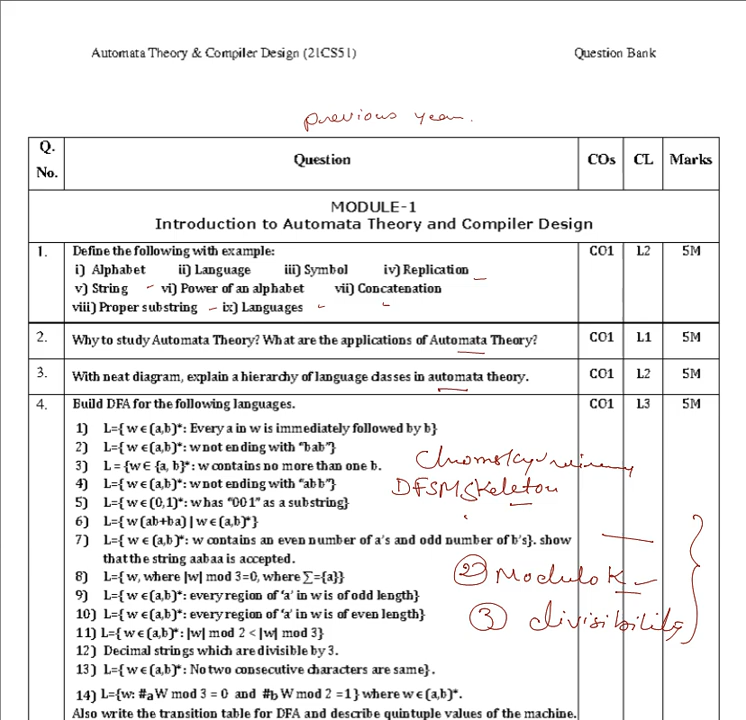 Automata Theory & Compiler Design (21CS51) Question Bank
previous year.
Q. No. Question COs CL Marks
MODULE-1
Introduction to Automata Theory and Compiler Design
1. Define the following with example: CO1 L2 5M
i) Alphabet ii) Language iii) Symbol iv) Replication
v) String vi) Power of an alphabet vii) Concatenation
viii) Proper substring ix) Languages
2. Why to study Automata Theory? What are the applications of Automata Theory? CO1 L1 5M
3. With neat diagram, explain a hierarchy of language classes in automata theory. CO1 L2 5M
4. Build DFA for the following languages. CO1 L3 5M
1) L={ w ϵ (a,b)*: Every a in w is immediately followed by b}
2) L={ w ϵ(a,b)*: w not ending with "bab"}
3) L = {w∈ {a, b}*: w contains no more than one b.
4) L={ w ϵ(a,b)*: w not ending with "abb"}
DFSM skeleton
5) L={ w ϵ (0,1)*: w has "001" as a substring}
6) L={ w(ab+ba) | w ϵ (a,b)*}
7) L={ w ϵ (a,b)*: w contains an even number of a's and odd number of b's}. show
that the string aabaa is accepted.
8) L={ w, where |w| mod 3=0, where ∑={a}}
② Modulo K
9) L={ w ϵ(a,b)*: every region of 'a' in w is of odd length}
10) L={ w ϵ(a,b)*: every region of 'a' in w is of even length}
③ divisibility
11) L={ w ϵ (a,b)*: |w| mod 2 < |w| mod 3}
12) Decimal strings which are divisible by 3.
13) L={ w ϵ(a,b)*: No two consecutive characters are same}.
14) L={w: #aW mod 3 = 0 and #bW mod 2 =1} where w ϵ(a,b)*.
Also write the transition table for DFA and describe quintuple values of the machine.